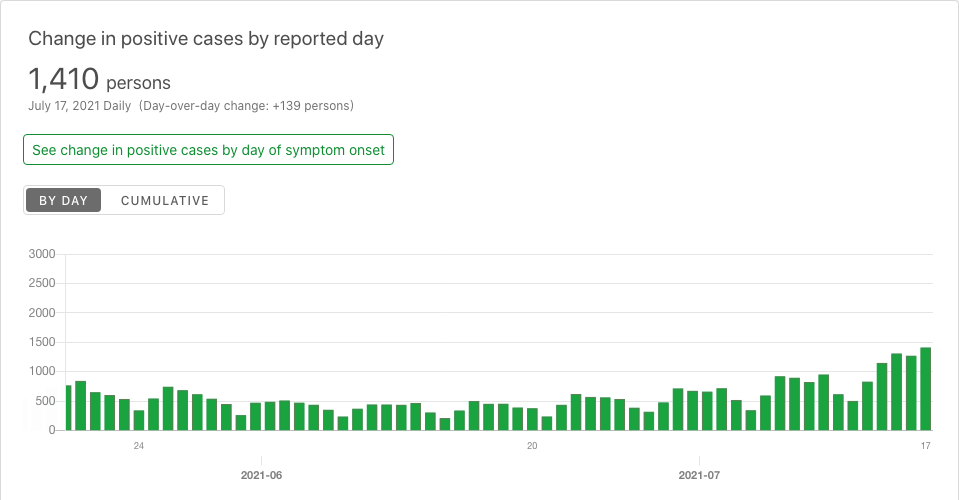 Change in positive cases by reported day
1,410 persons
July 17, 2021 Daily (Day-over-day change: +139 persons)
See change in positive cases by day of symptom onset
BY DAY CUMULATIVE
3000
2500
2000
1500
1000
500
0
24 20 17
2021-06 2021-07